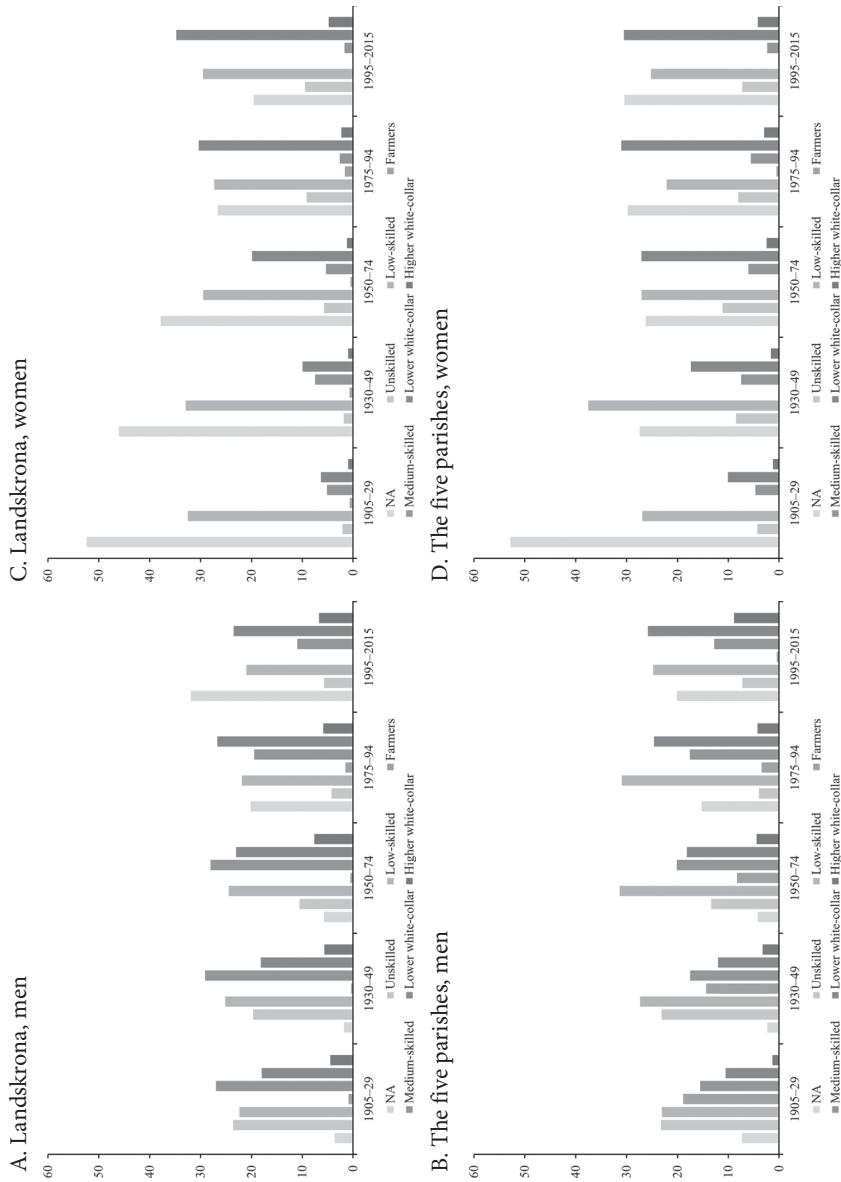 A. Landskrona, men
60
50
40
30
20
10
0
1905–29 1930–49 1950–74 1975–94 1995–2015
NA Unskilled Low-skilled Farmers
Medium-skilled Lower white-collar Higher white-collar
B. The five parishes, men
60
50
40
30
20
10
0
1905–29 1930–49 1950–74 1975–94 1995–2015
NA Unskilled Low-skilled Farmers
Medium-skilled Lower white-collar Higher white-collar
C. Landskrona, women
60
50
40
30
20
10
0
1905–29 1930–49 1950–74 1975–94 1995–2015
NA Unskilled Low-skilled Farmers
Medium-skilled Lower white-collar Higher white-collar
D. The five parishes, women
60
50
40
30
20
10
0
1905–29 1930–49 1950–74 1975–94 1995–2015
NA Unskilled Low-skilled Farmers
Medium-skilled Lower white-collar Higher white-collar